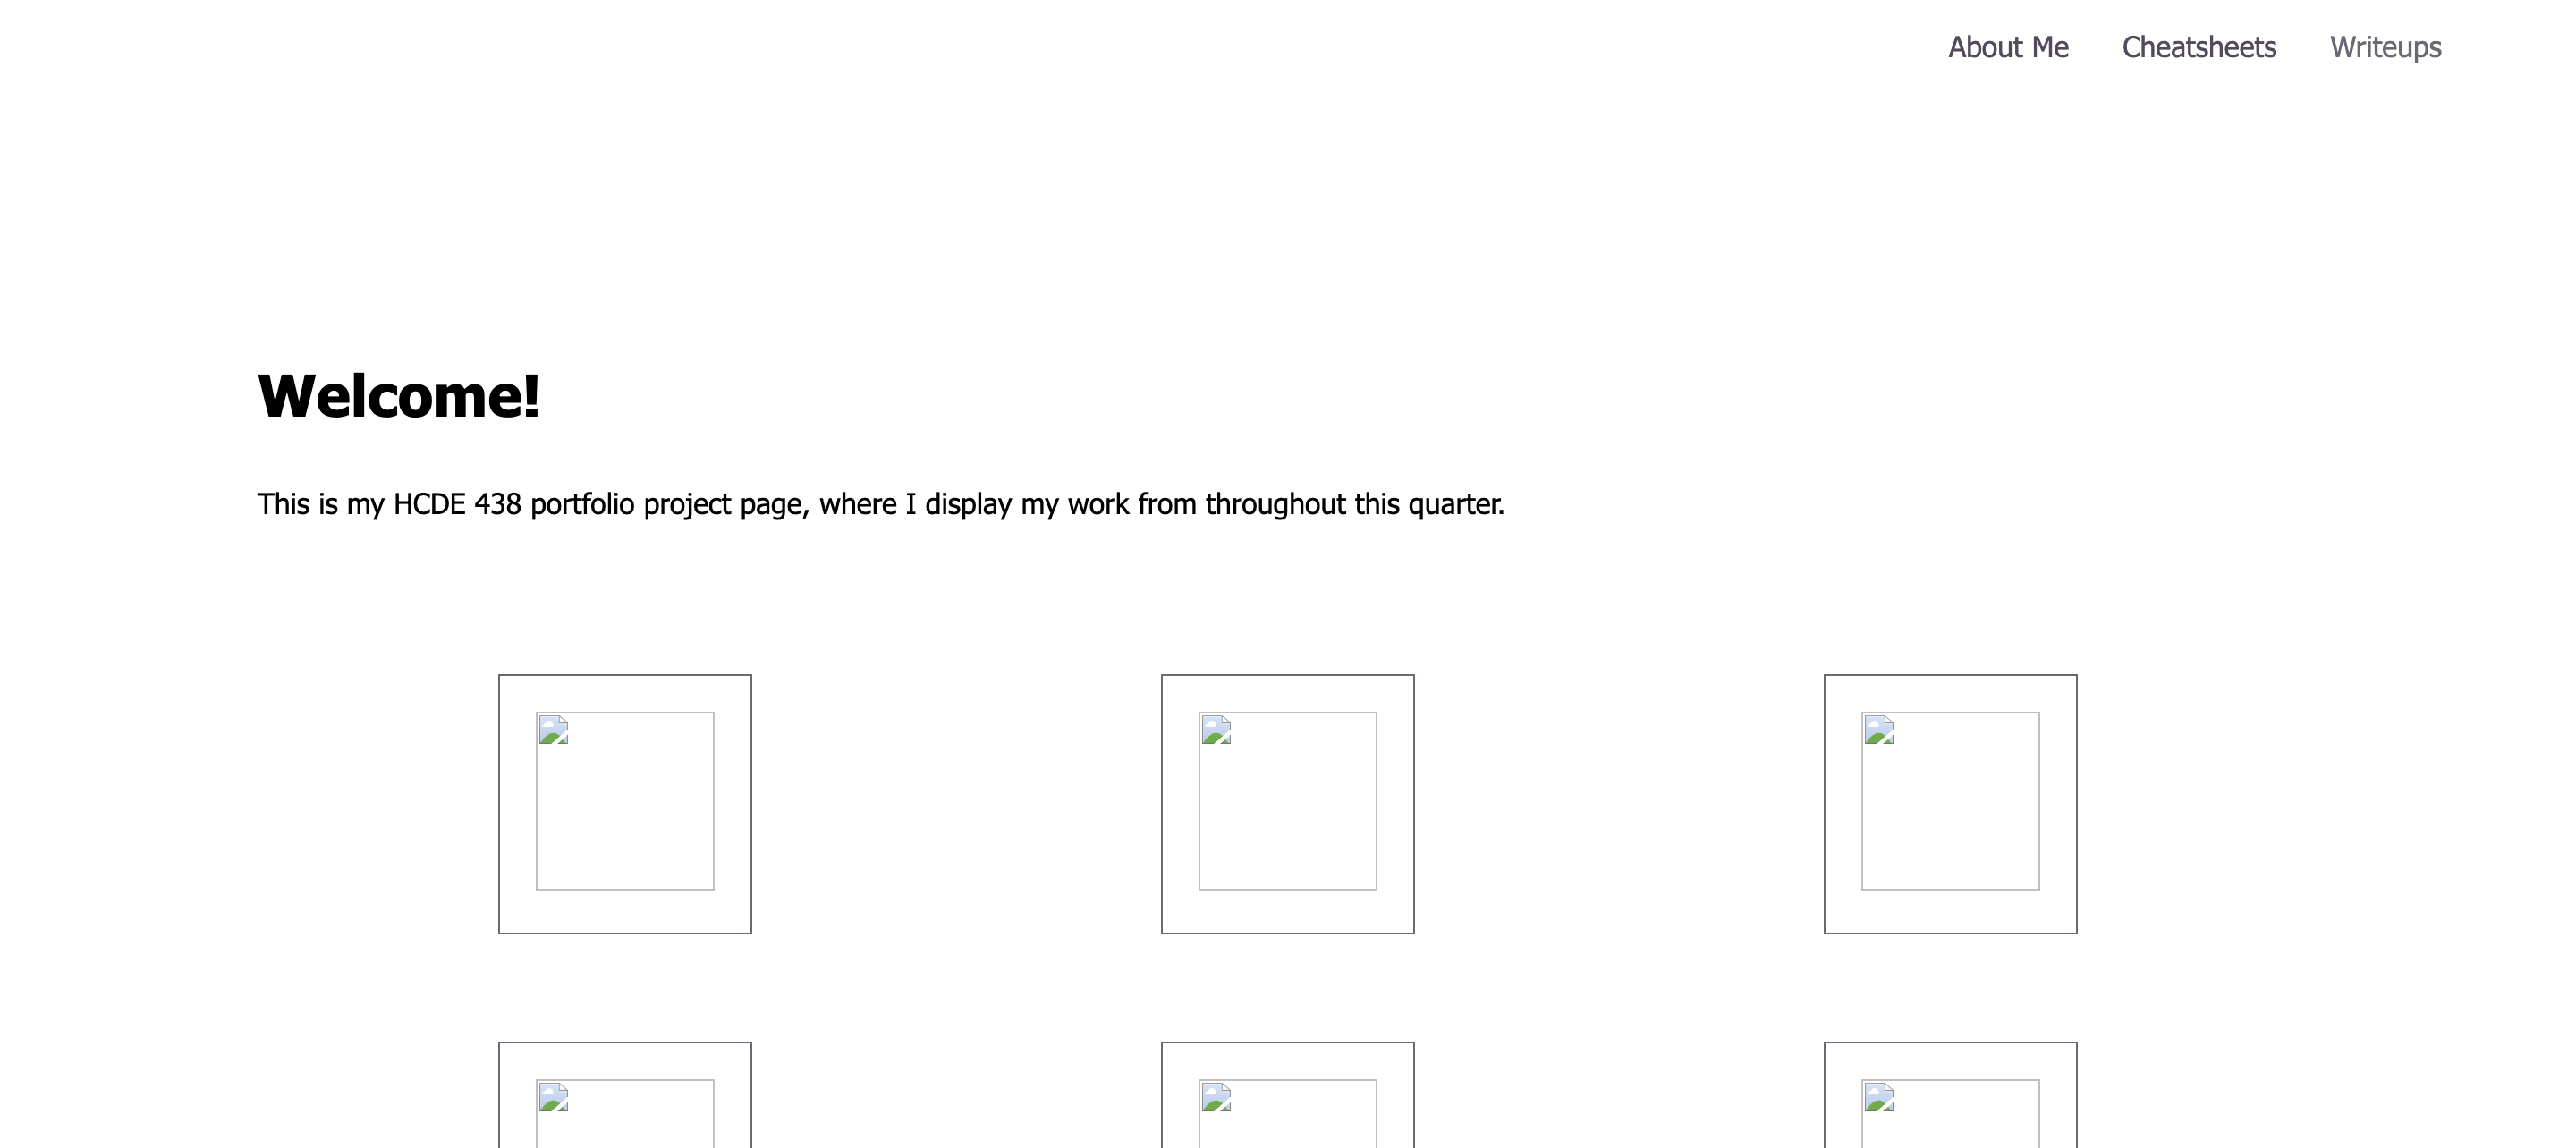 About Me Cheatsheets Writeups
Welcome!
This is my HCDE 438 portfolio project page, where I display my work from throughout this quarter.